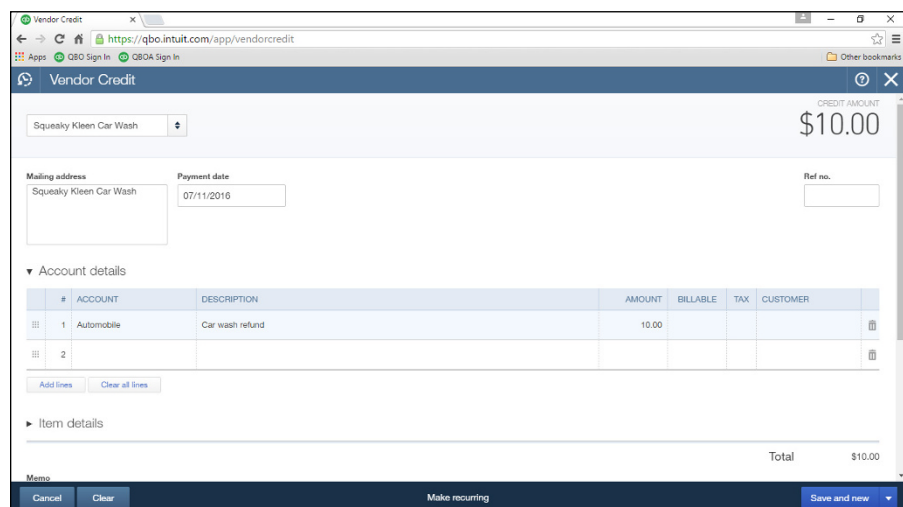 Vendor Credit
https://qbo.intuit.com/app/vendorcredit
Apps QBO Sign In QBOA Sign In Other bookmarks
Vendor Credit
CREDIT AMOUNT
Squeaky Kleen Car Wash $10.00
Mailing address Payment date Ref no.
Squeaky Kleen Car Wash 07/11/2016
Account details
# ACCOUNT DESCRIPTION AMOUNT BILLABLE TAX CUSTOMER
1 Automobile Car wash refund 10.00
2
Add lines Clear all lines
Item details
Total $10.00
Memo
Cancel Clear Make recurring Save and new